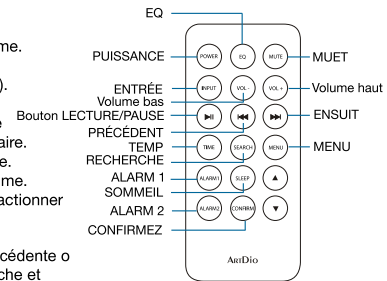 EQ
me.
PUISSANCE
POWER
EQ
MUTE
MUET
).
ENTRÉE
INPUT
VOL -
VOL +
Volume haut
Volume bas
Bouton LECTURE/PAUSE
ENSUIT
e
PRÉCÉDENT
aire.
TEMP
TIME
SEARCH
MENU
MENU
e.
RECHERCHE
me.
ALARM 1
ALARM1
SLEEP
actionner
SOMMEIL
ALARM 2
ALARM2
CONFIRM
CONFIRMEZ
cédente o
che et
ArtDio